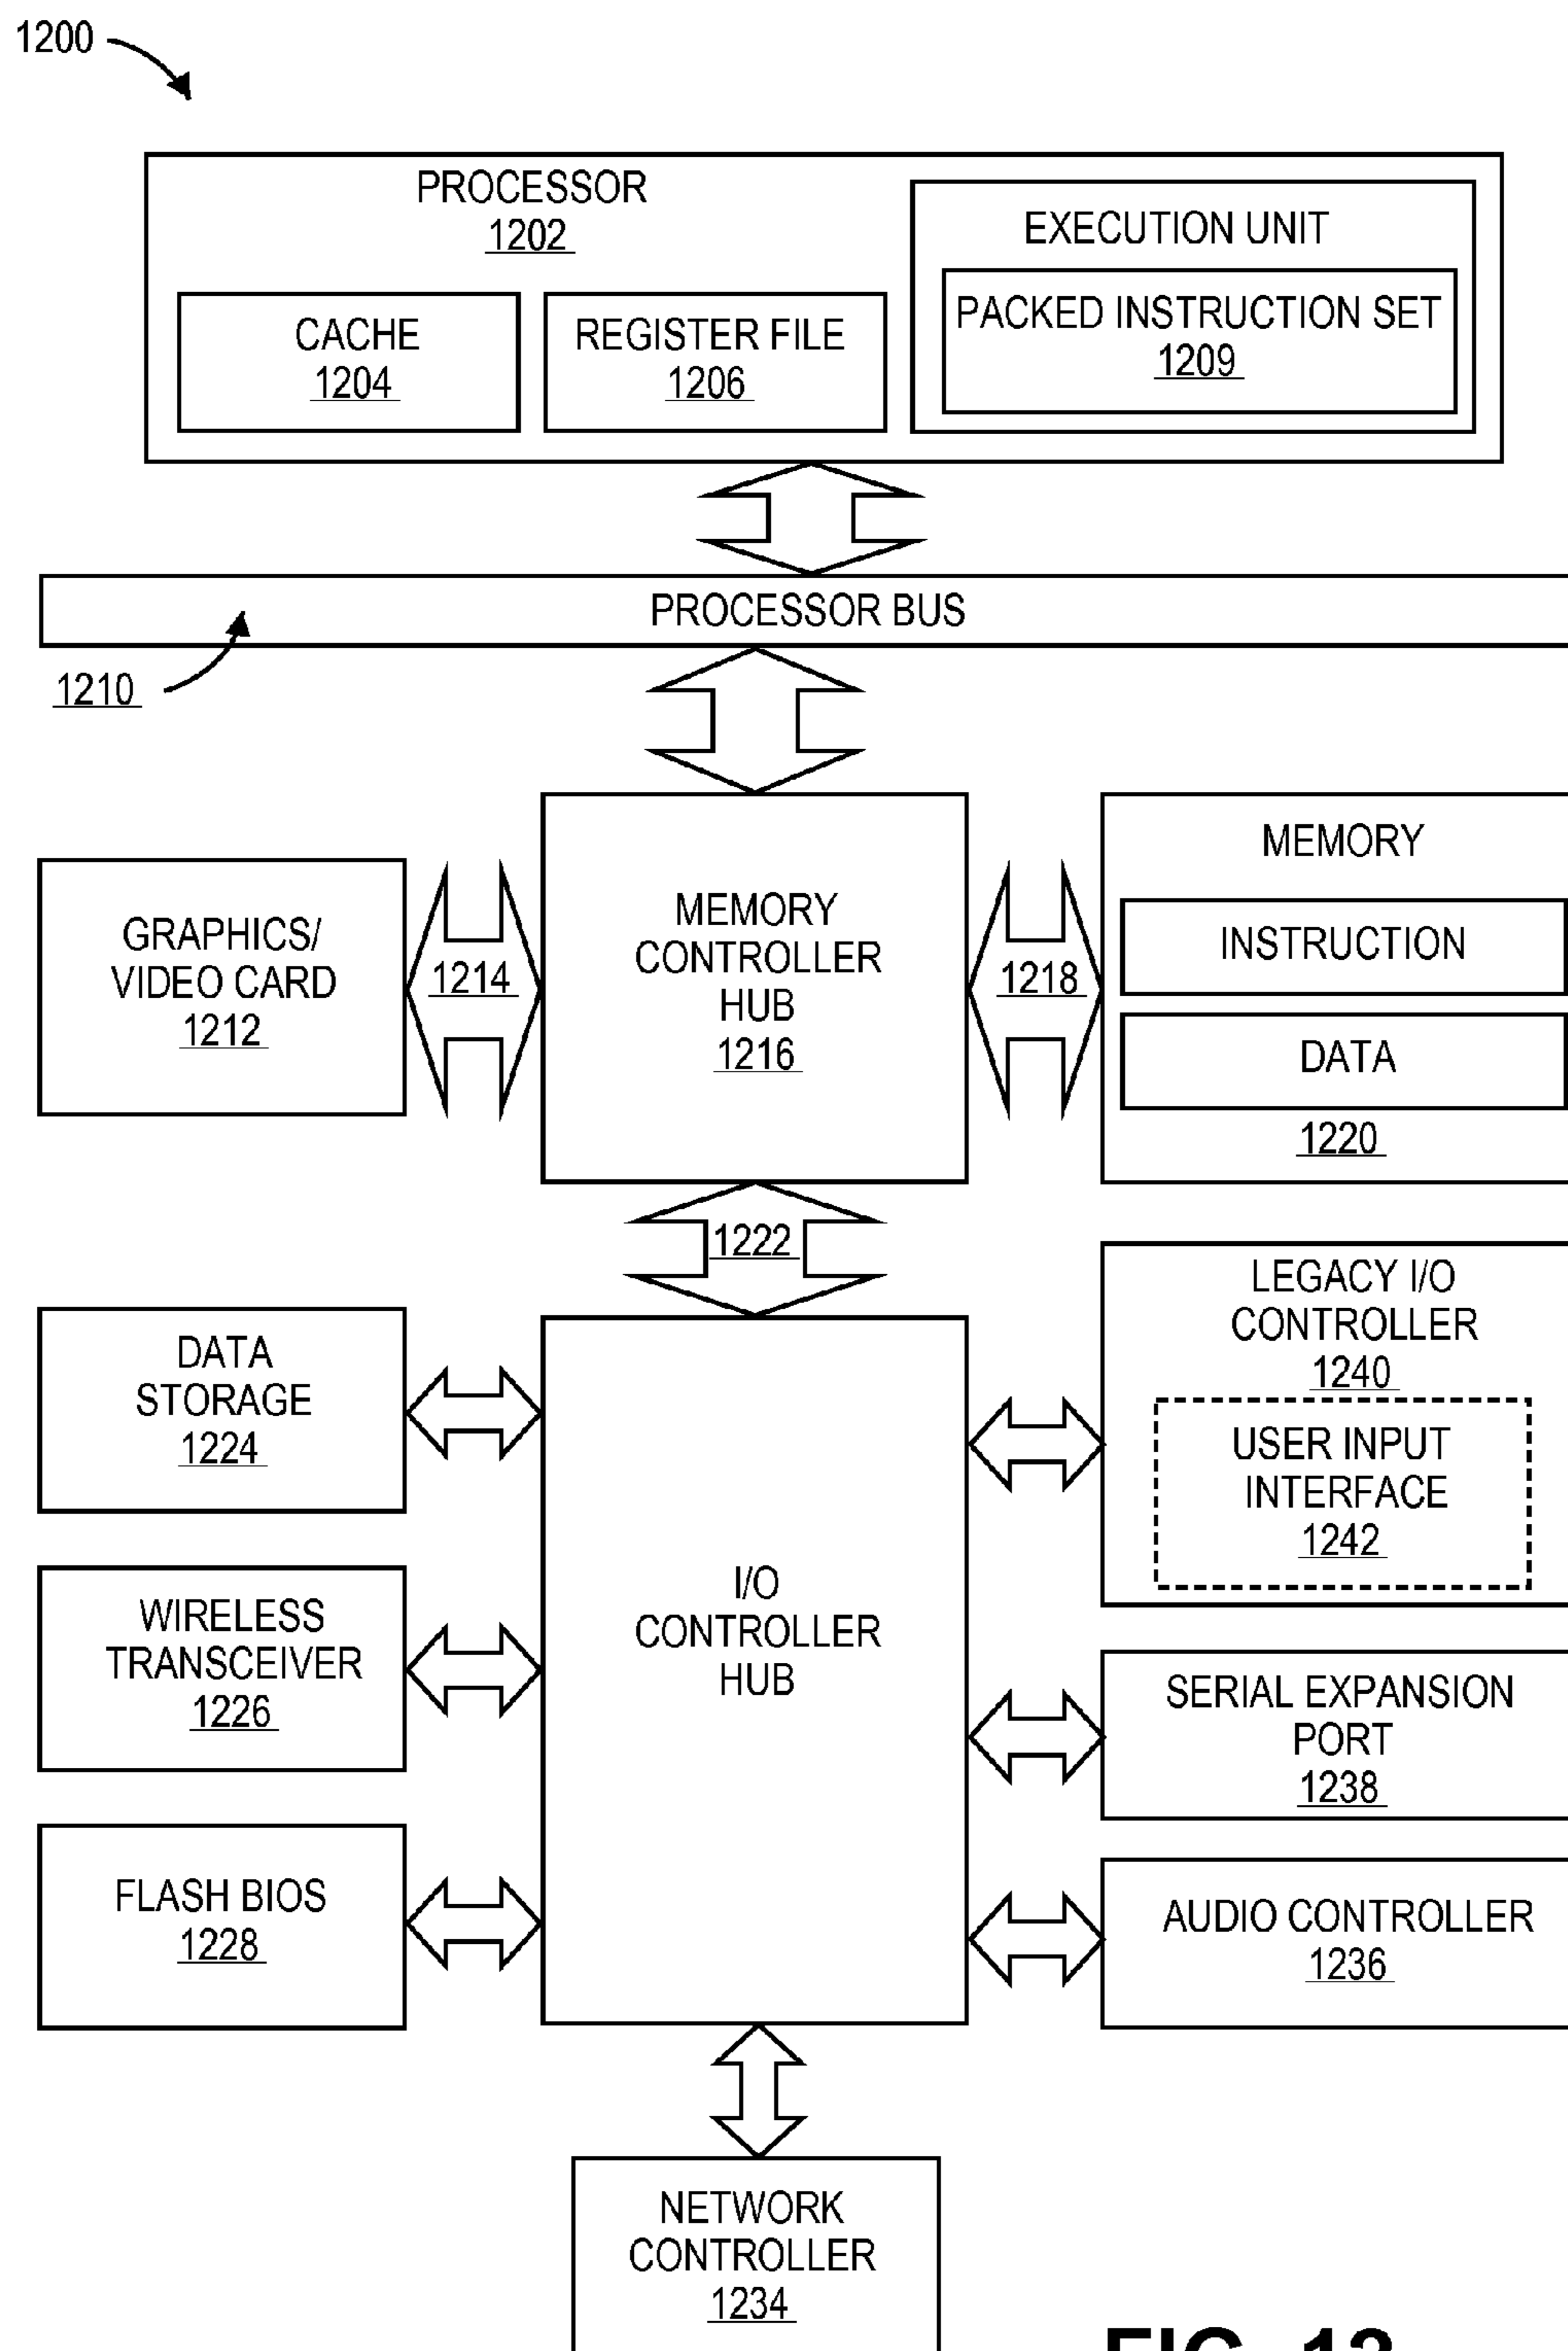 1200
PROCESSOR
1202
EXECUTION UNIT
CACHE
1204
REGISTER FILE
1206
PACKED INSTRUCTION SET
1209
PROCESSOR BUS
1210
GRAPHICS/
VIDEO CARD
1212
1214
MEMORY
CONTROLLER
HUB
1216
1218
MEMORY
INSTRUCTION
DATA
1220
1222
DATA
STORAGE
1224
LEGACY I/O
CONTROLLER
1240
USER INPUT
INTERFACE
1242
WIRELESS
TRANSCEIVER
1226
I/O
CONTROLLER
HUB
SERIAL EXPANSION
PORT
1238
FLASH BIOS
1228
AUDIO CONTROLLER
1236
NETWORK
CONTROLLER
1234
FIG. 12